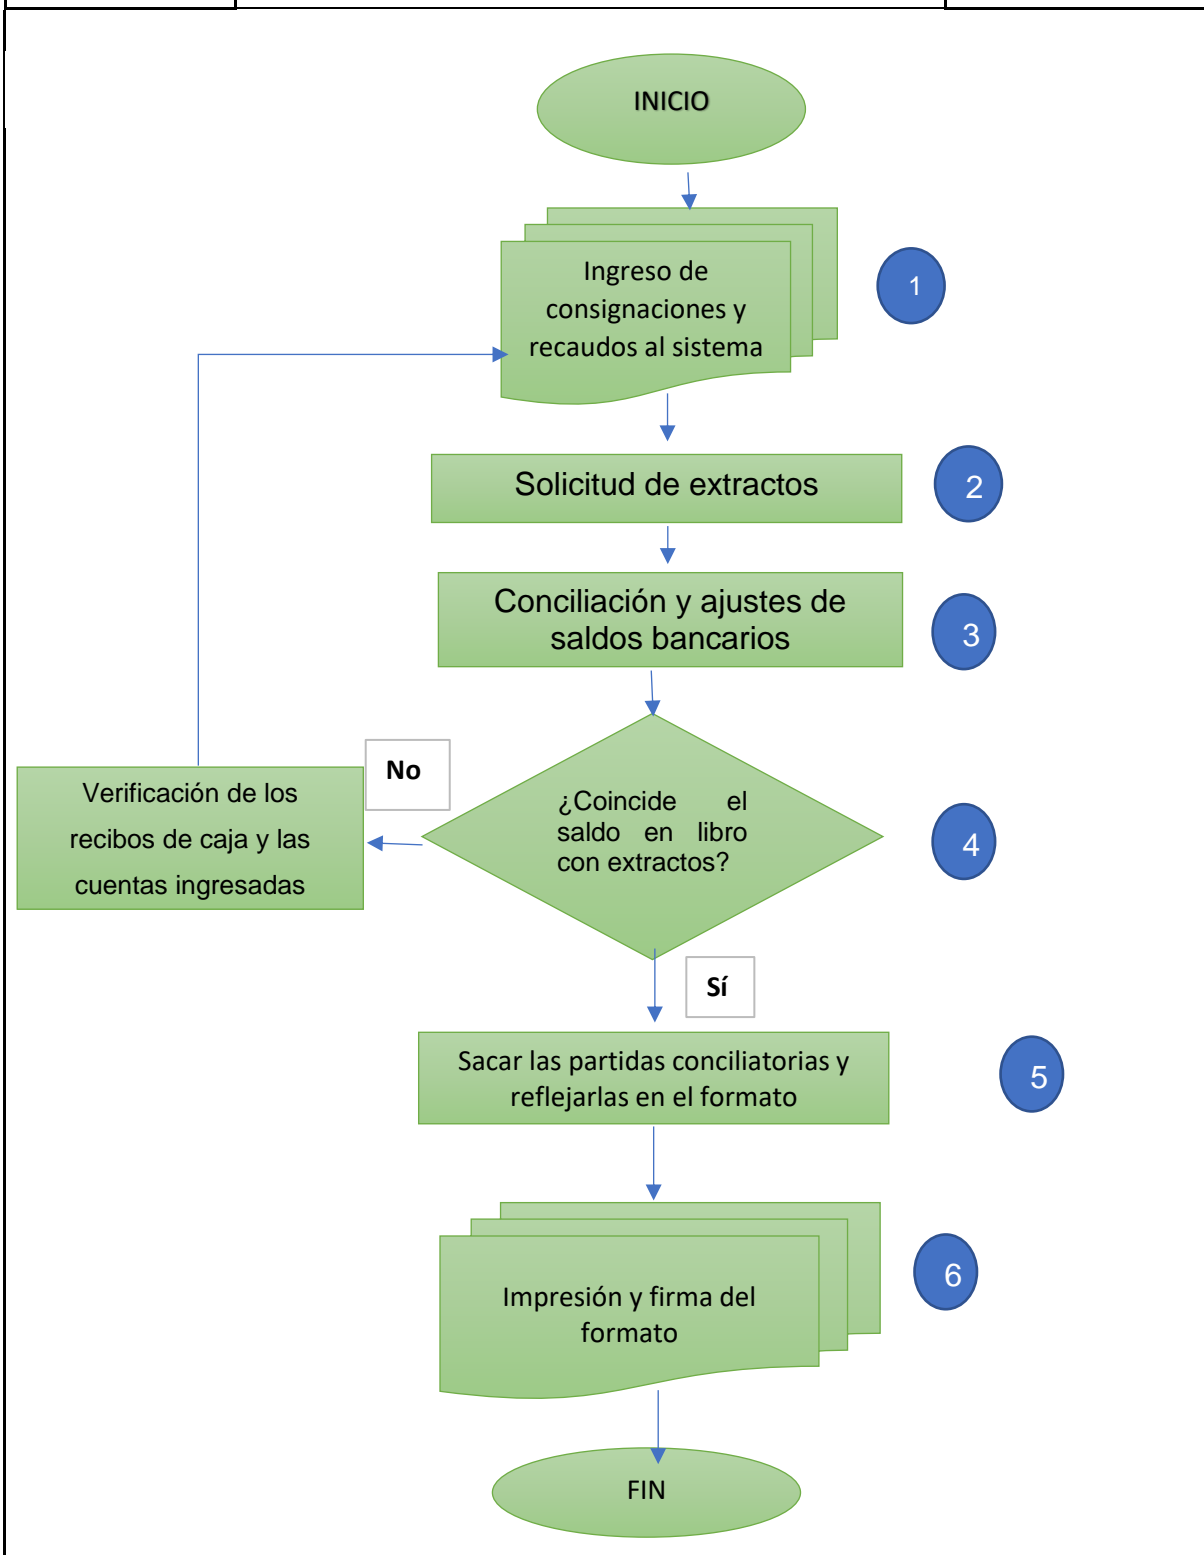 INICIO
Ingreso de
consignaciones y
recaudos al sistema
1
Solicitud de extractos
2
Conciliación y ajustes de
saldos bancarios
3
No
Verificación de los
recibos de caja y las
cuentas ingresadas
¿Coincide el
saldo en libro
con extractos?
4
Sí
Sacar las partidas conciliatorias y
reflejarlas en el formato
5
Impresión y firma del
formato
6
FIN